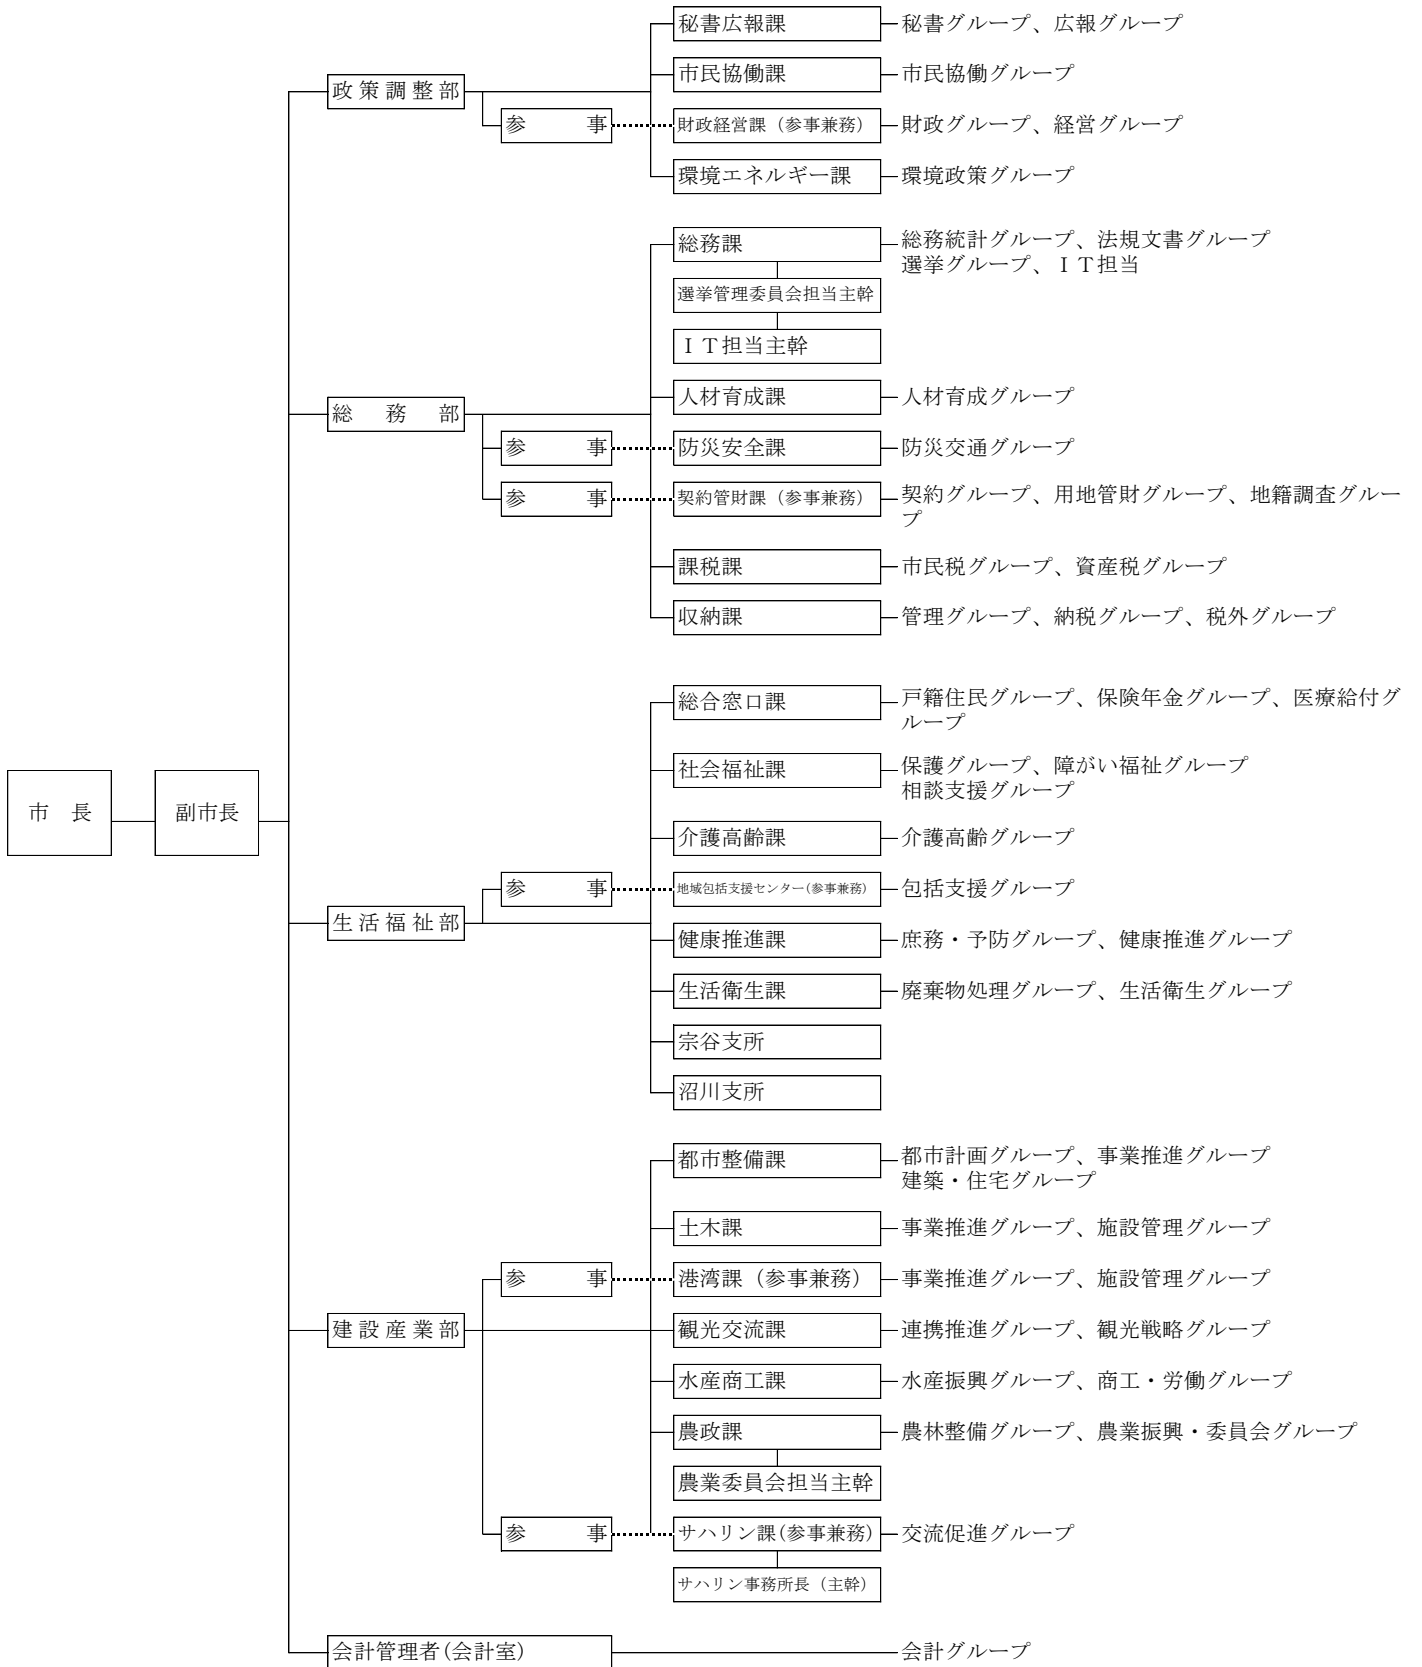 秘書広報課 秘書グループ、広報グループ
市民協働課 市民協働グループ
政策調整部
参　事 財政経営課（参事兼務） 財政グループ、経営グループ
環境エネルギー課 環境政策グループ
総務課 総務統計グループ、法規文書グループ
選挙グループ、ＩＴ担当
選挙管理委員会担当主幹
ＩＴ担当主幹
人材育成課 人材育成グループ
総　務　部
参　事 防災安全課 防災交通グループ
参　事 契約管財課（参事兼務） 契約グループ、用地管財グループ、地籍調査グルー
プ
課税課 市民税グループ、資産税グループ
収納課 管理グループ、納税グループ、税外グループ
総合窓口課 戸籍住民グループ、保険年金グループ、医療給付グ
ループ
社会福祉課 保護グループ、障がい福祉グループ
相談支援グループ
市　長 副市長
介護高齢課 介護高齢グループ
参　事 地域包括支援センター(参事兼務) 包括支援グループ
生活福祉部
健康推進課 庶務・予防グループ、健康推進グループ
生活衛生課 廃棄物処理グループ、生活衛生グループ
宗谷支所
沼川支所
都市整備課 都市計画グループ、事業推進グループ
建築・住宅グループ
土木課 事業推進グループ、施設管理グループ
参　事 港湾課（参事兼務） 事業推進グループ、施設管理グループ
建設産業部 観光交流課 連携推進グループ、観光戦略グループ
水産商工課 水産振興グループ、商工・労働グループ
農政課 農林整備グループ、農業振興・委員会グループ
農業委員会担当主幹
参　事 サハリン課(参事兼務) 交流促進グループ
サハリン事務所長（主幹）
会計管理者(会計室) 会計グループ